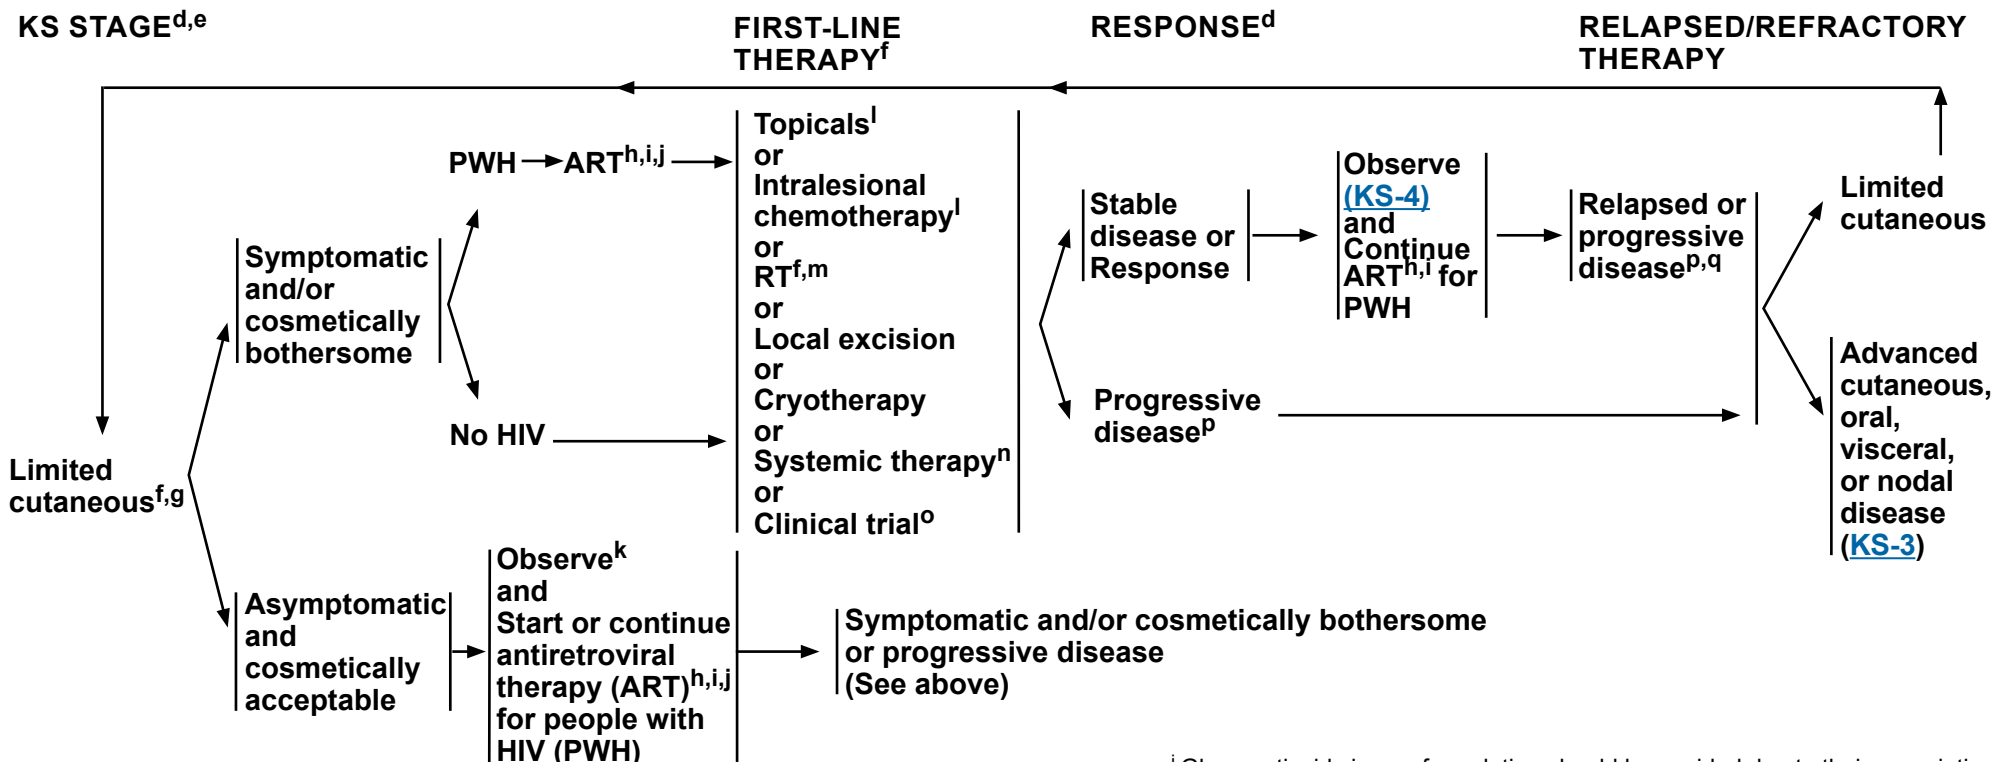 KS STAGEd,e
FIRST-LINE
THERAPYf
RESPONSEd
RELAPSED/REFRACTORY
THERAPY
Limited
cutaneousf,g
Symptomatic
and/or
cosmetically
bothersome
PWH
ARTh,i,j
No HIV
Topicalsl
or
Intralesional
chemotherapyl
or
RTf,m
or
Local excision
or
Cryotherapy
or
Systemic therapyn
or
Clinical trialo
Stable
disease or
Response
Observe
(KS-4)
and
Continue
ARTh,i for
PWH
Relapsed or
progressive
diseasep,q
Limited
cutaneous
Progressive
diseasep
Advanced
cutaneous,
oral,
visceral,
or nodal
disease
(KS-3)
Asymptomatic
and
cosmetically
acceptable
Observek
and
Start or continue
antiretroviral
therapy (ART)h,i,j
for people with
HIV (PWH)
Symptomatic and/or cosmetically bothersome
or progressive disease
(See above)